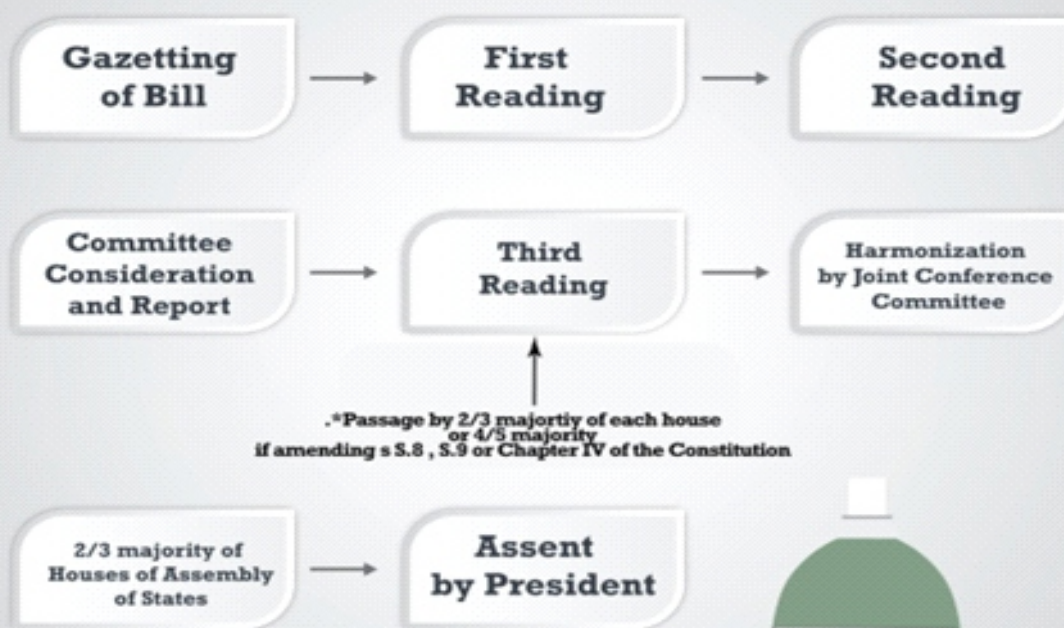 Gazetting
of Bill
First
Reading
Second
Reading
Committee
Consideration
and Report
Third
Reading
Harmonization
by Joint Conference
Committee
.*Passage by 2/3 majortiy of each house
or 4/5 majority
if amending s S.8 , S.9 or Chapter IV of the Constitution
2/3 majority of
Houses of Assembly
of States
Assent
by President